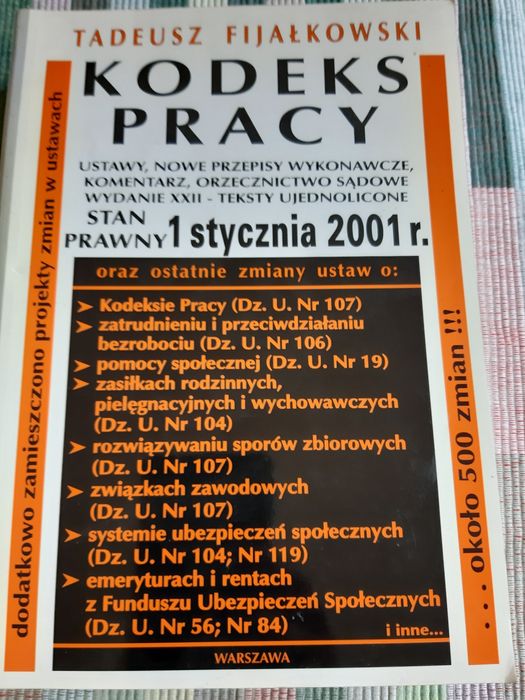 TADEUSZ FIJAŁKOWSKI
KODEKS
PRACY
USTAWY, NOWE PRZEPISY WYKONAWCZE,
KOMENTARZ, ORZECZNICTWO SĄDOWE
WYDANIE XXII - TEKSTY UJEDNOLICONE
STAN
PRAWNY 1 stycznia 2001 r.
oraz ostatnie zmiany ustaw o:
➤ Kodeksie Pracy (Dz. U. Nr 107)
➤ zatrudnieniu i przeciwdziałaniu
bezrobociu (Dz. U. Nr 106)
➤ pomocy społecznej (Dz. U. Nr 19)
➤ zasiłkach rodzinnych,
pielęgnacyjnych i wychowawczych
(Dz. U. Nr 104)
➤ rozwiązywaniu sporów zbiorowych
(Dz. U. Nr 107)
➤ związkach zawodowych
(Dz. U. Nr 107)
➤ systemie ubezpieczeń społecznych
(Dz. U. Nr 104; Nr 119)
➤ emeryturach i rentach
z Funduszu Ubezpieczeń Społecznych
(Dz. U. Nr 56; Nr 84)
i inne...
WARSZAWA
dodatkowo zamieszczono projekty zmian w ustawach
. . . około 500 zmian !!!